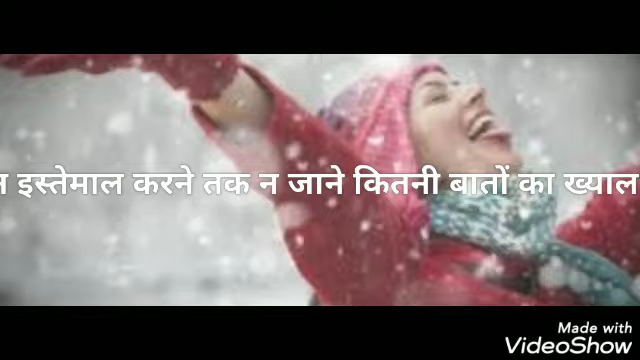 इस्तेमाल करने तक न जाने कितनी बातों का ख्याल
Made with
VideoShow